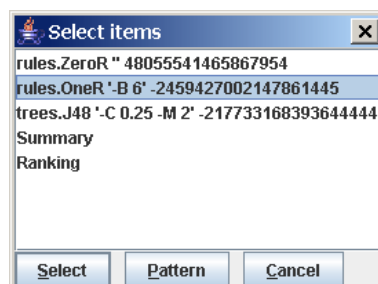 Select items
rules.ZeroR '' 48055541465867954
rules.OneR '-B 6' -2459427002147861445
trees.J48 '-C 0.25 -M 2' -217733168393644444
Summary
Ranking
Select Pattern Cancel